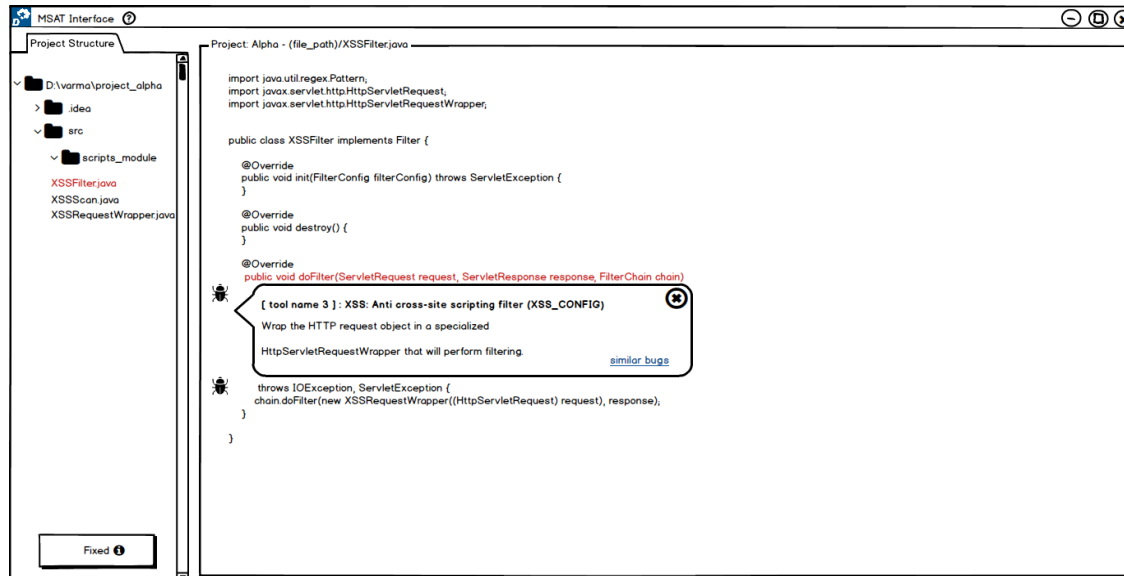 MSAT Interface ?
Project Structure
D:\varma\project_alpha
.idea
src
scripts_module
XSSFilter.java
XSSScan.java
XSSRequestWrapper.java
Fixed
Project: Alpha - (file_path)/XSSFilter.java
import java.util.regex.Pattern;
import javax.servlet.http.HttpServletRequest;
import javax.servlet.http.HttpServletRequestWrapper;
public class XSSFilter implements Filter {
@Override
public void init(FilterConfig filterConfig) throws ServletException {
}
@Override
public void destroy() {
}
@Override
public void doFilter(ServletRequest request, ServletResponse response, FilterChain chain)
[ tool name 3 ] : XSS: Anti cross-site scripting filter (XSS_CONFIG)
Wrap the HTTP request object in a specialized
HttpServletRequestWrapper that will perform filtering.
similar bugs
throws IOException, ServletException {
chain.doFilter(new XSSRequestWrapper((HttpServletRequest) request), response);
}
}